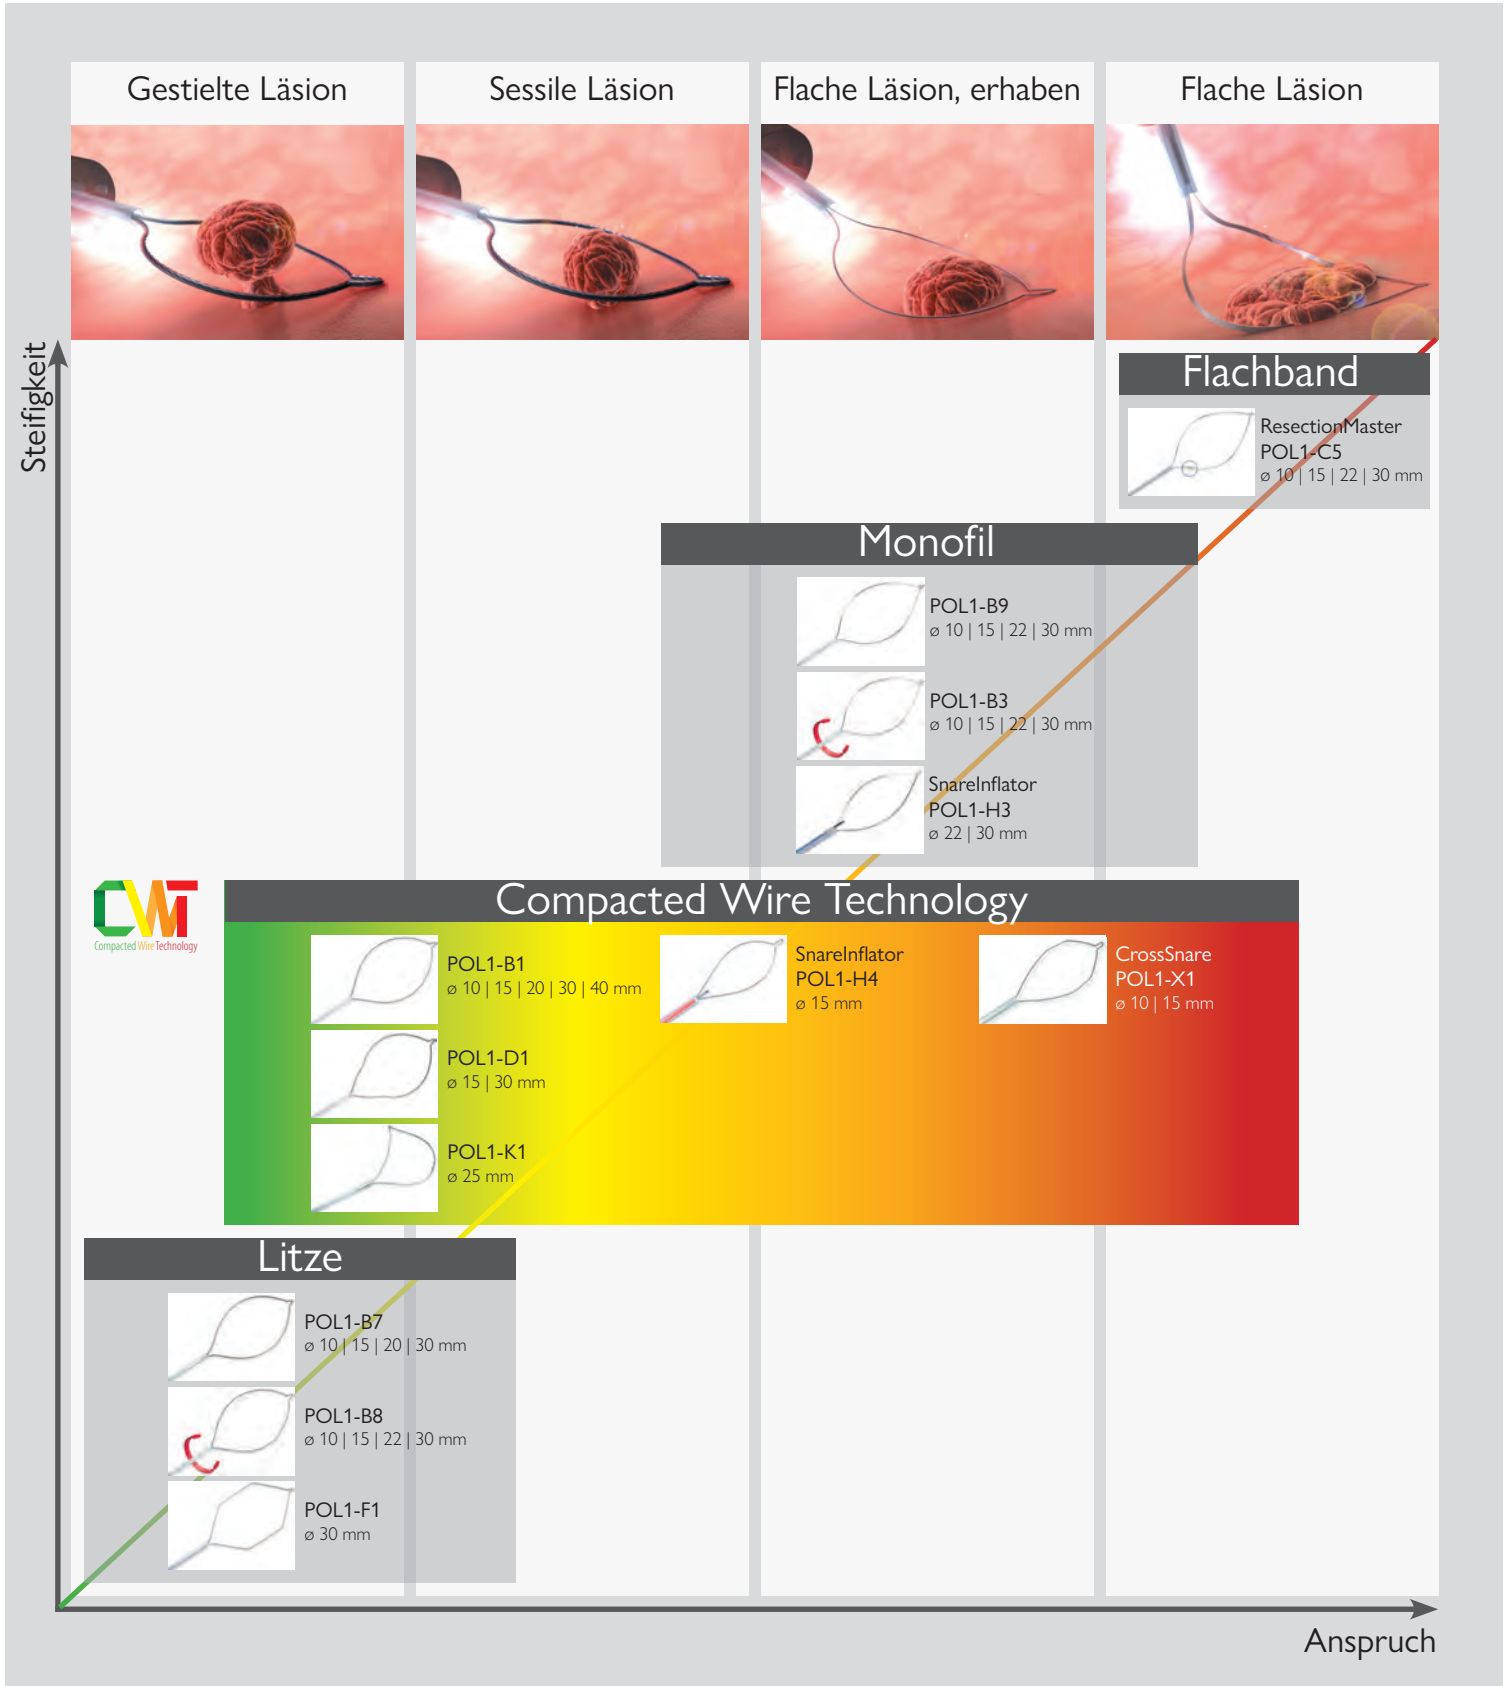 Gestielte Läsion
Sessile Läsion
Flache Läsion, erhaben
Flache Läsion
Steifigkeit
Flachband
ResectionMaster
POL1-C5
ø 10 | 15 | 22 | 30 mm
Monofil
POL1-B9
ø 10 | 15 | 22 | 30 mm
POL1-B3
ø 10 | 15 | 22 | 30 mm
SnareInflator
POL1-H3
ø 22 | 30 mm
CWT
Compacted Wire Technology
Compacted Wire Technology
POL1-B1
ø 10 | 15 | 20 | 30 | 40 mm
POL1-D1
ø 15 | 30 mm
POL1-K1
ø 25 mm
SnareInflator
POL1-H4
ø 15 mm
CrossSnare
POL1-X1
ø 10 | 15 mm
Litze
POL1-B7
ø 10 | 15 | 20 | 30 mm
POL1-B8
ø 10 | 15 | 22 | 30 mm
POL1-F1
ø 30 mm
Anspruch